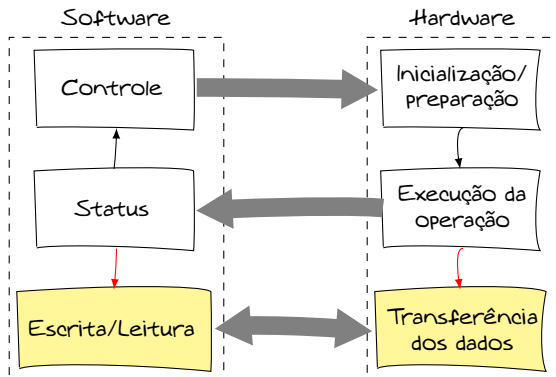 Software
Hardware
Controle
Inicialização/
preparação
Status
Execução da
operação
Escrita/Leitura
Transferência
dos dados